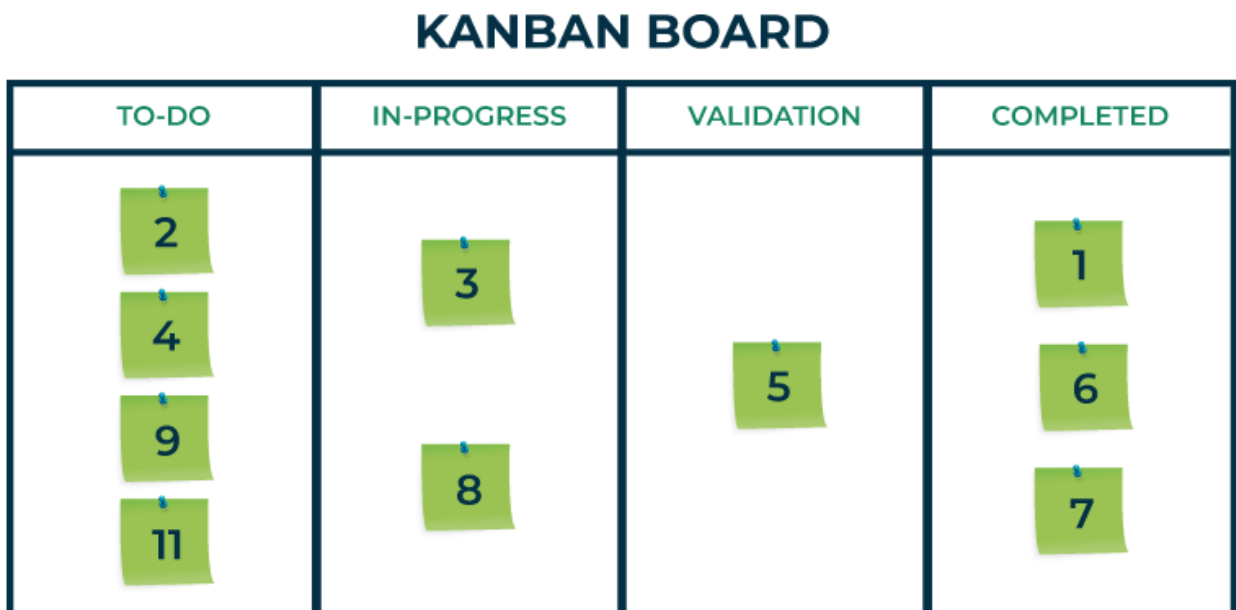 KANBAN BOARD
TO-DO
IN-PROGRESS
VALIDATION
COMPLETED
2
4
9
11
3
8
5
1
6
7